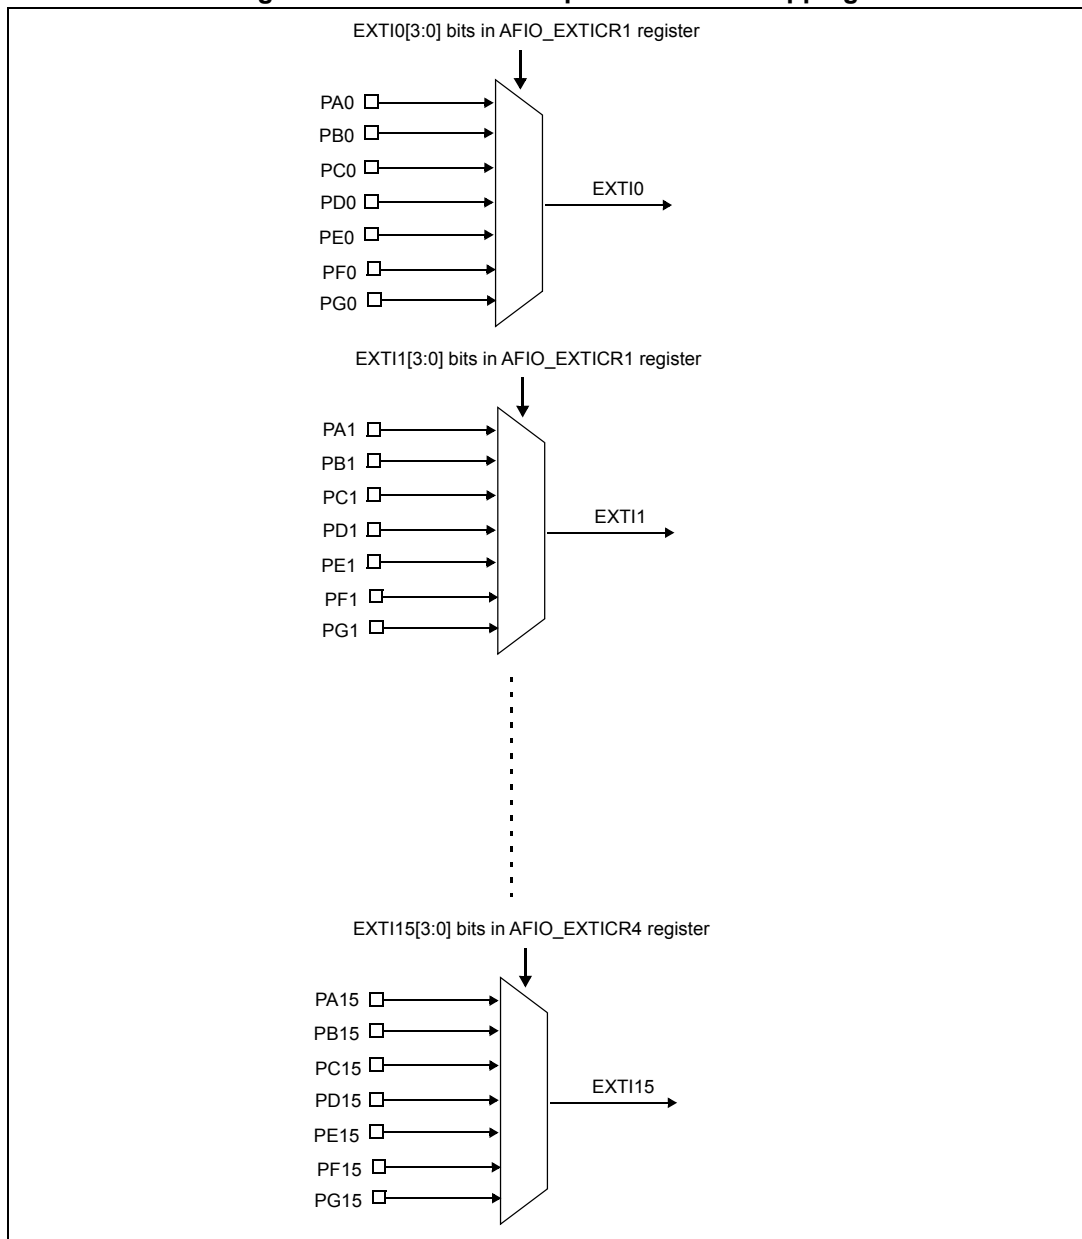 EXTI0[3:0] bits in AFIO_EXTICR1 register
PA0
PB0
PC0
PD0
EXTI0
PE0
PF0
PG0
EXTI1[3:0] bits in AFIO_EXTICR1 register
PA1
PB1
PC1
PD1
EXTI1
PE1
PF1
PG1
EXTI15[3:0] bits in AFIO_EXTICR4 register
PA15
PB15
PC15
PD15
EXTI15
PE15
PF15
PG15